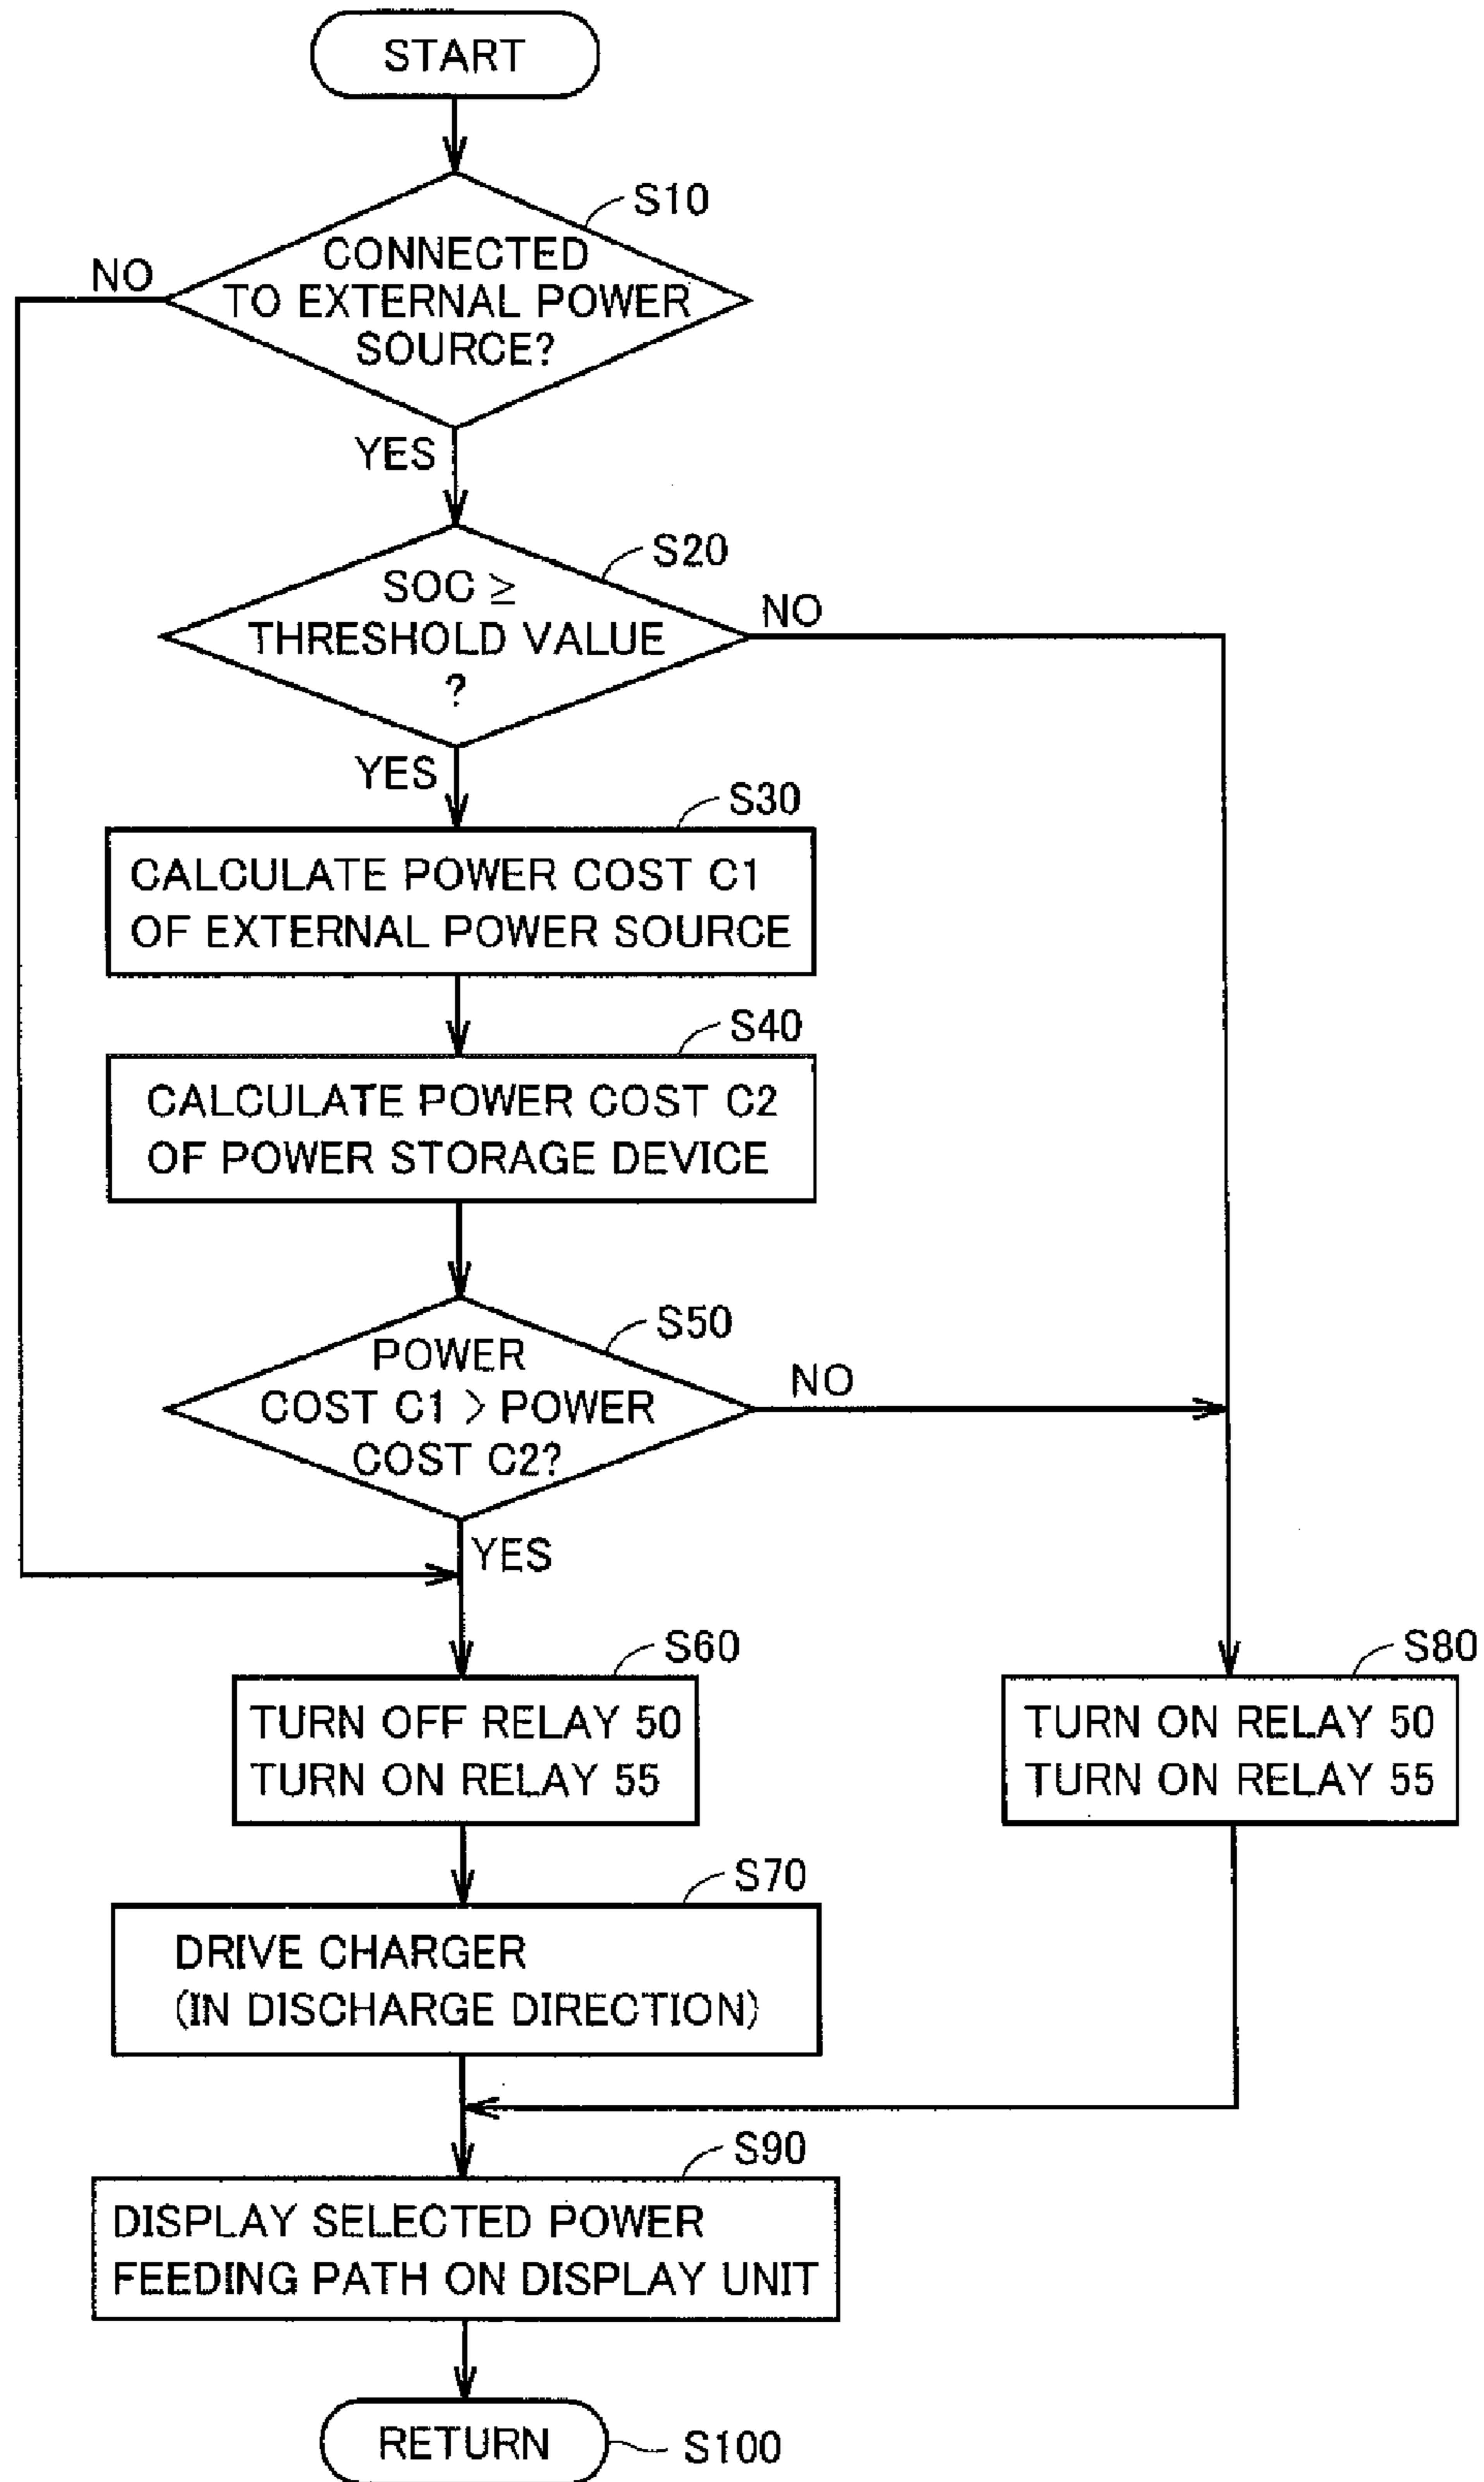 START
S10
CONNECTED
TO EXTERNAL POWER
SOURCE?
NO
YES
S20
SOC ≥
THRESHOLD VALUE
?
NO
YES
S30
CALCULATE POWER COST C1
OF EXTERNAL POWER SOURCE
S40
CALCULATE POWER COST C2
OF POWER STORAGE DEVICE
S50
POWER
COST C1 > POWER
COST C2?
NO
YES
S60
TURN OFF RELAY 50
TURN ON RELAY 55
S80
TURN ON RELAY 50
TURN ON RELAY 55
S70
DRIVE CHARGER
(IN DISCHARGE DIRECTION)
S90
DISPLAY SELECTED POWER
FEEDING PATH ON DISPLAY UNIT
RETURN
S100